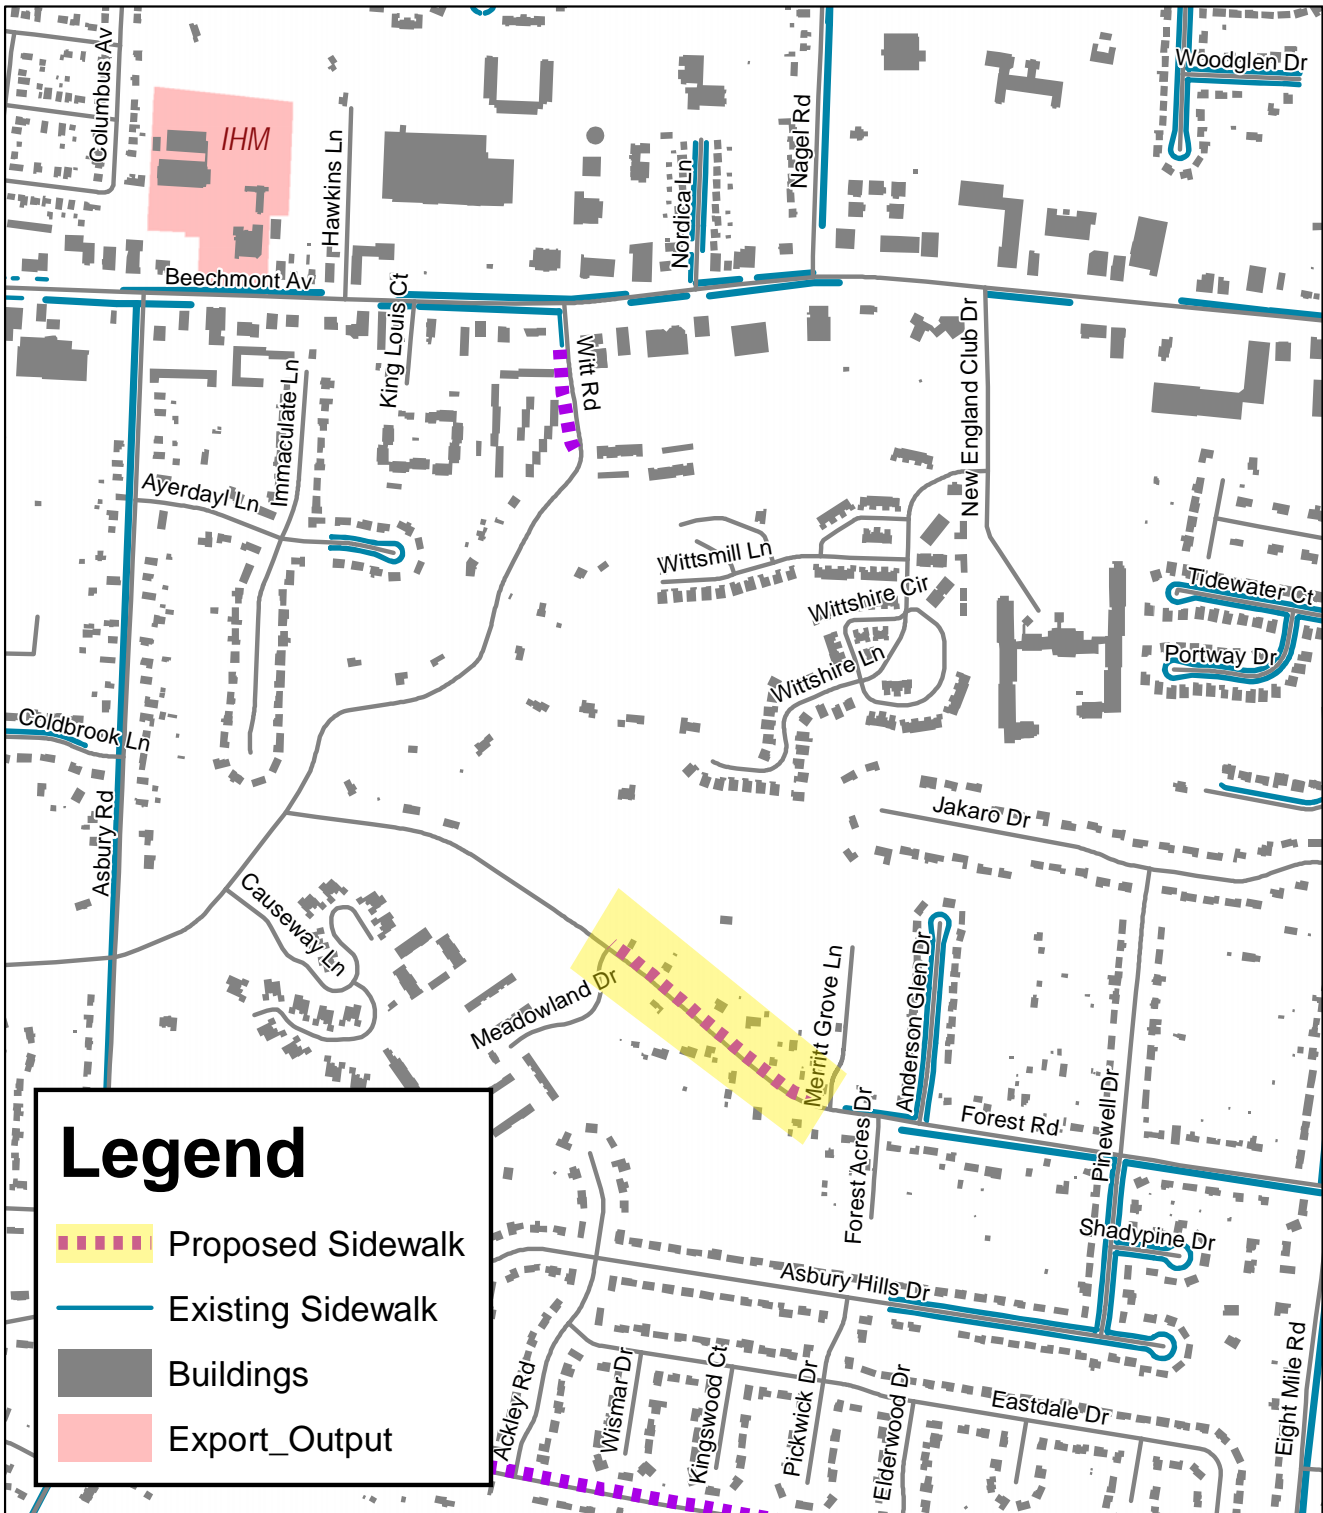 Columbus Av
IHM
Hawkins Ln
Nordica Ln
Nagel Rd
Woodglen Dr
Beechmont Av
King Louis Ct
Witt Rd
Immaculate Ln
New England Club Dr
Ayerdayl Ln
Wittsmill Ln
Wittshire Cir
Wittshire Ln
Tidewater Ct
Portway Dr
Coldbrook Ln
Asbury Rd
Jakaro Dr
Causeway Ln
Meadowland Dr
Merritt Grove Ln
Anderson Glen Dr
Forest Acres Dr
Forest Rd
Pinewell Dr
Shadypine Dr
Asbury Hills Dr
Ackley Rd
Wismar Dr
Kingswood Ct
Pickwick Dr
Elderwood Dr
Eastdale Dr
Eight Mile Rd
Legend
Proposed Sidewalk
Existing Sidewalk
Buildings
Export_Output